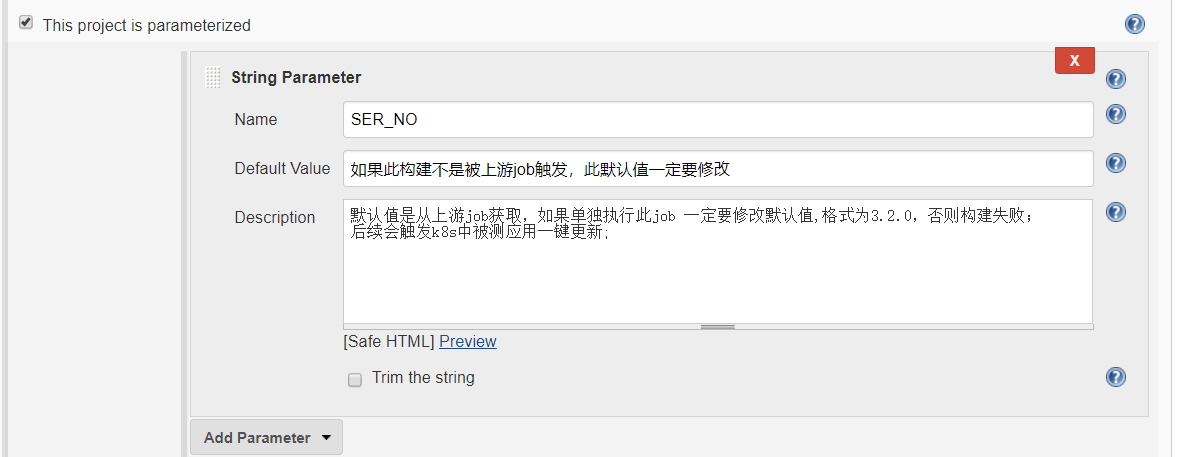 This project is parameterized
String Parameter
X
Name
SER_NO
Default Value
如果此构建不是被上游job触发，此默认值一定要修改
Description
默认值是从上游job获取，如果单独执行此job 一定要修改默认值,格式为3.2.0，否则构建失败；
后续会触发k8s中被测应用一键更新;
[Safe HTML] Preview
Trim the string
Add Parameter